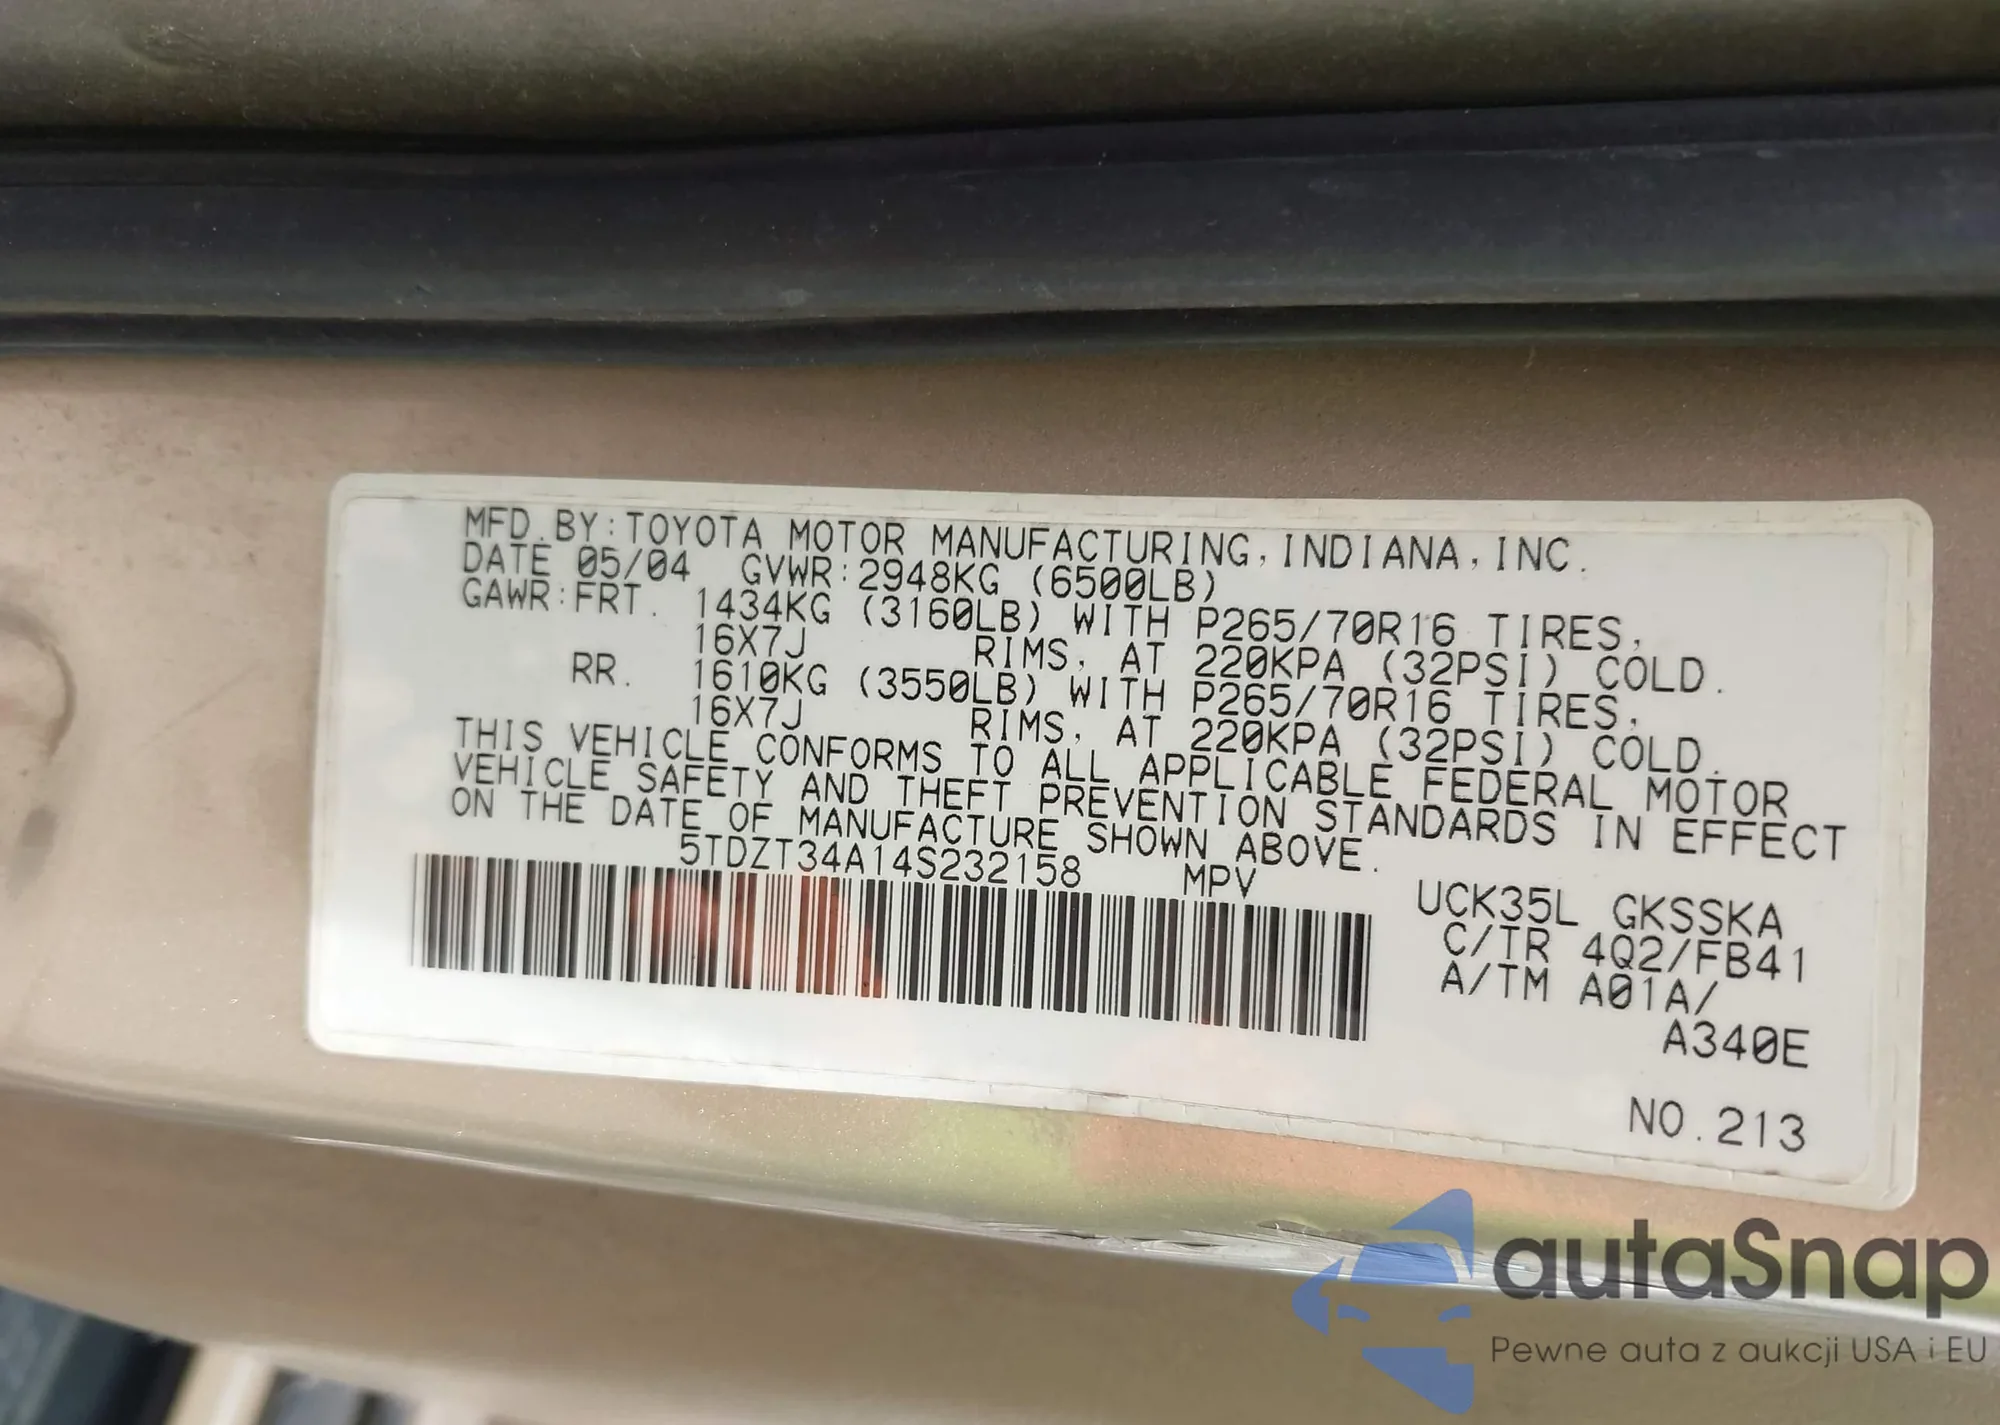 MFD.BY:TOYOTA MOTOR MANUFACTURING,INDIANA,INC.
DATE 05/04 GVWR:2948KG (6500LB)
GAWR:FRT. 1434KG (3160LB) WITH P265/70R16 TIRES,
16X7J RIMS, AT 220KPA (32PSI) COLD.
RR. 1610KG (3550LB) WITH P265/70R16 TIRES,
16X7J RIMS, AT 220KPA (32PSI) COLD.
THIS VEHICLE CONFORMS TO ALL APPLICABLE FEDERAL MOTOR
VEHICLE SAFETY AND THEFT PREVENTION STANDARDS IN EFFECT
ON THE DATE OF MANUFACTURE SHOWN ABOVE.
5TDZT34A14S232158 MPV
UCK35L GKSSKA
C/TR 4Q2/FB41
A/TM A01A/
A340E
NO.213
autaSnap
Pewne auta z aukcji USA i EU